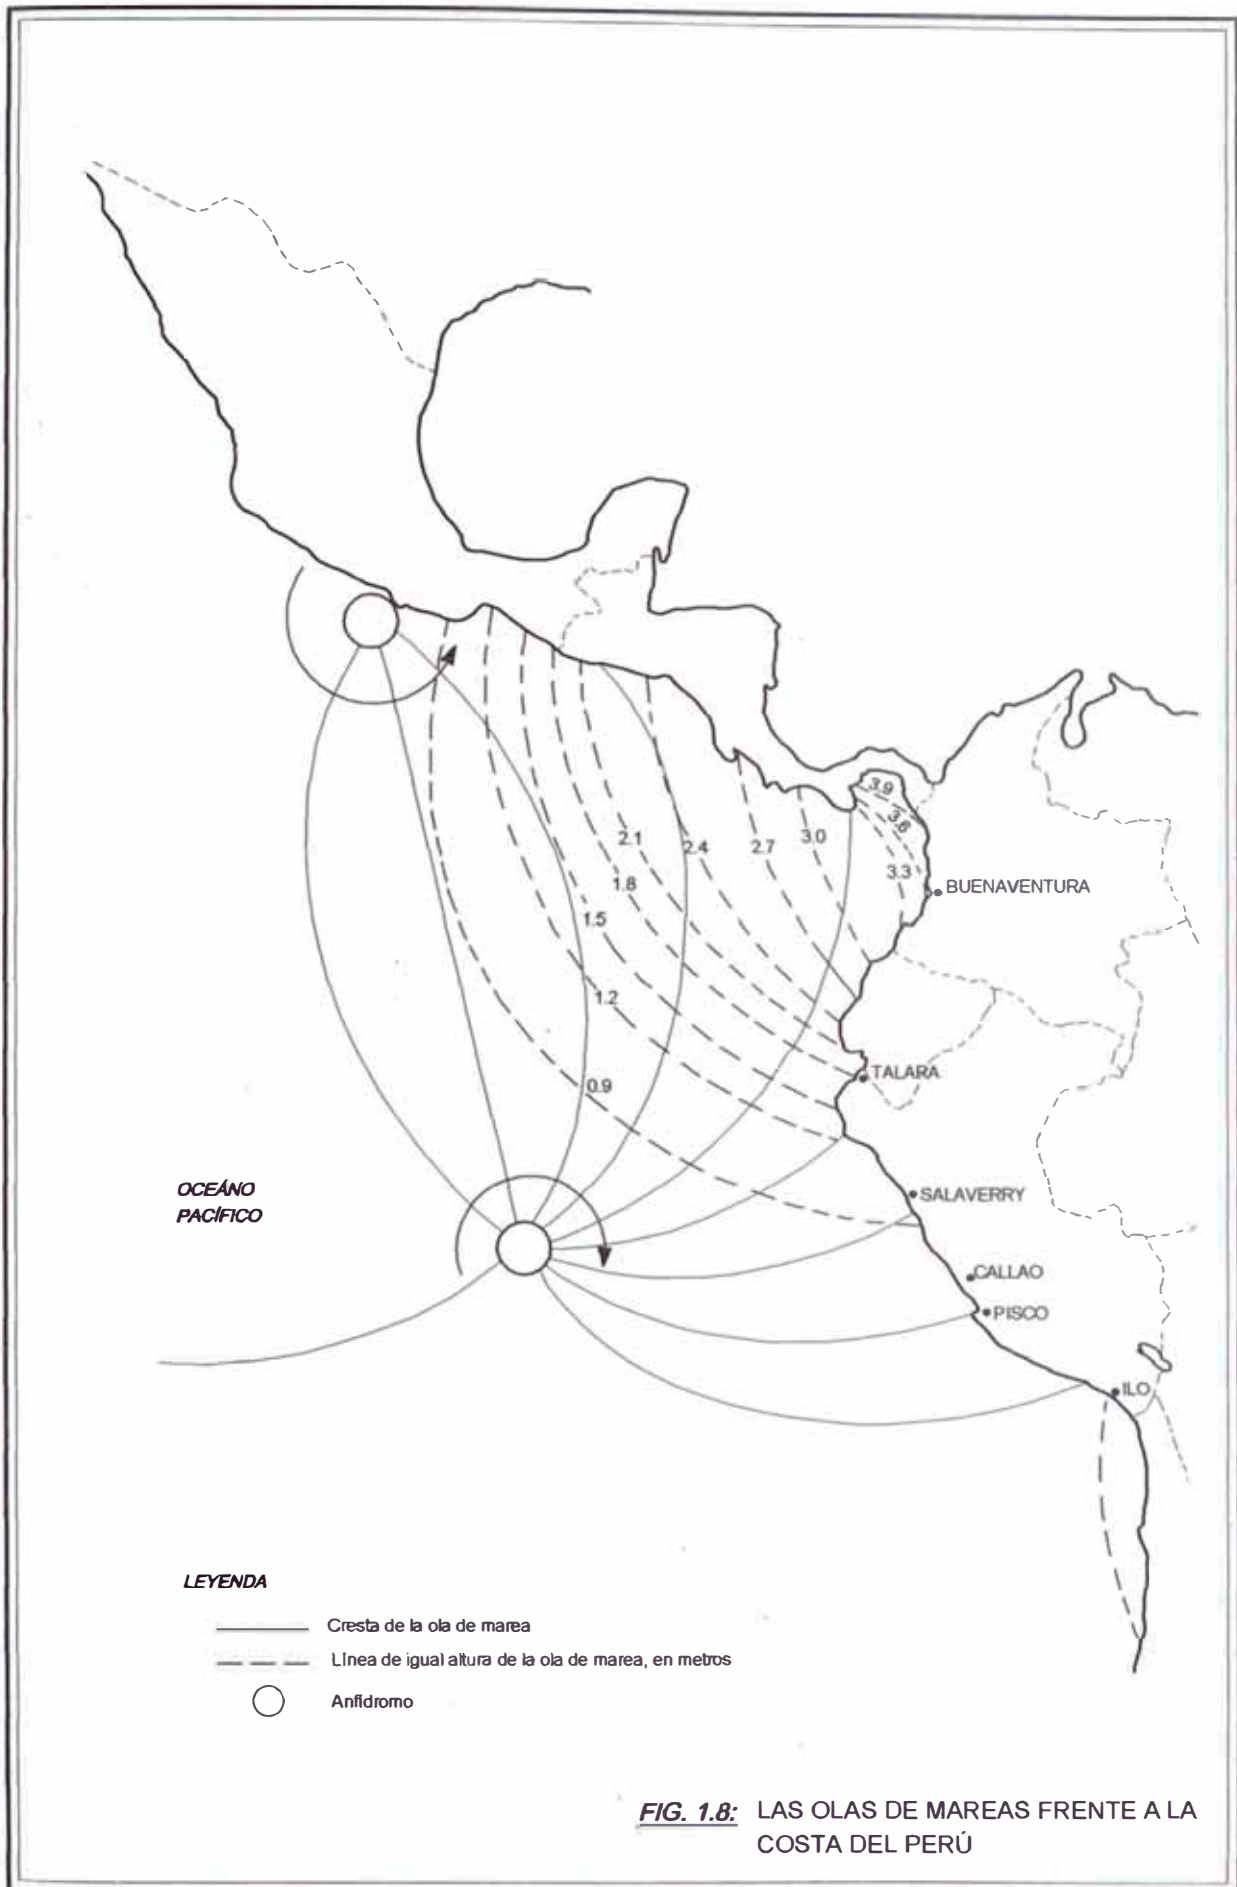 3.9
3.6
2.1
2.4
2.7
3.0
3.3
1.8
BUENAVENTURA
1.5
1.2
TALARA
0.9
OCEÁNO
PACÍFICO
SALAVERRY
CALLAO
PISCO
ILO
LEYENDA
Cresta de la ola de marea
Línea de igual altura de la ola de marea, en metros
Anfidromo
FIG. 1.8: LAS OLAS DE MAREAS FRENTE A LA
COSTA DEL PERÚ